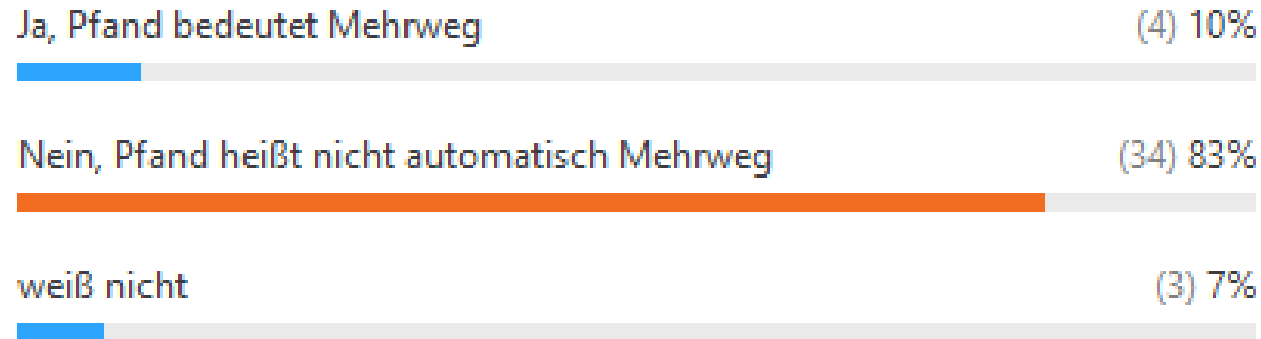 Ja, Pfand bedeutet Mehrweg (4) 10%
Nein, Pfand heißt nicht automatisch Mehrweg (34) 83%
weiß nicht (3) 7%